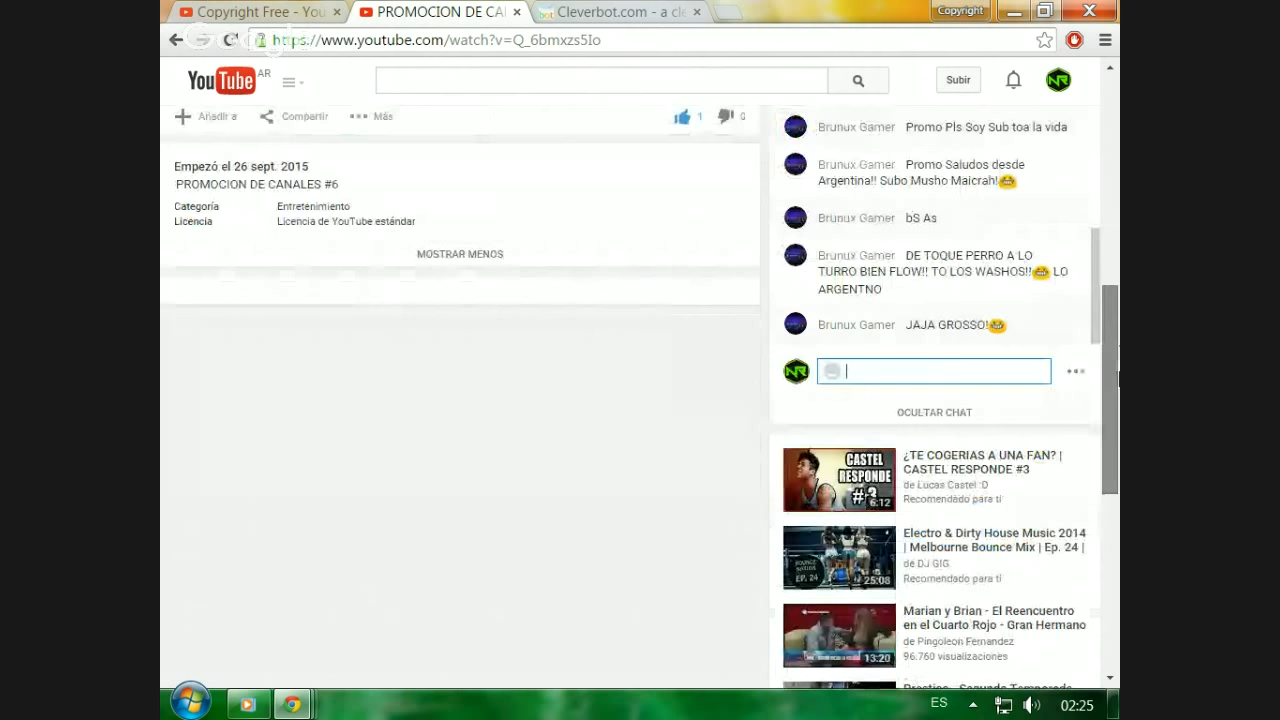 Copyright Free - You
PROMOCION DE CA
Cleverbot.com - a cle
Copyright
https://www.youtube.com/watch?v=Q_6bmxzs5Io
YouTube AR
Subir
Añadir a
Compartir
Más
1
0
Empezó el 26 sept. 2015
PROMOCION DE CANALES #6
Categoría Entretenimiento
Licencia Licencia de YouTube estándar
MOSTRAR MENOS
Brunux Gamer Promo Pls Soy Sub toa la vida
Brunux Gamer Promo Saludos desde
Argentina!! Subo Musho Maicrah!
Brunux Gamer bS As
Brunux Gamer DE TOQUE PERRO A LO
TURRO BIEN FLOW!! TO LOS WASHOS!! LO
ARGENTNO
Brunux Gamer JAJA GROSSO!
NR
OCULTAR CHAT
CASTEL
RESPONDE
#3
6:12
¿TE COGERIAS A UNA FAN? |
CASTEL RESPONDE #3
de Lucas Castel :D
Recomendado para ti
BOUNCE
EP. 24
25:08
Electro & Dirty House Music 2014
| Melbourne Bounce Mix | Ep. 24 |
de DJ GIG
Recomendado para ti
13:20
Marian y Brian - El Reencuentro
en el Cuarto Rojo - Gran Hermano
de Pingoleon Fernandez
96.760 visualizaciones
ES
02:25